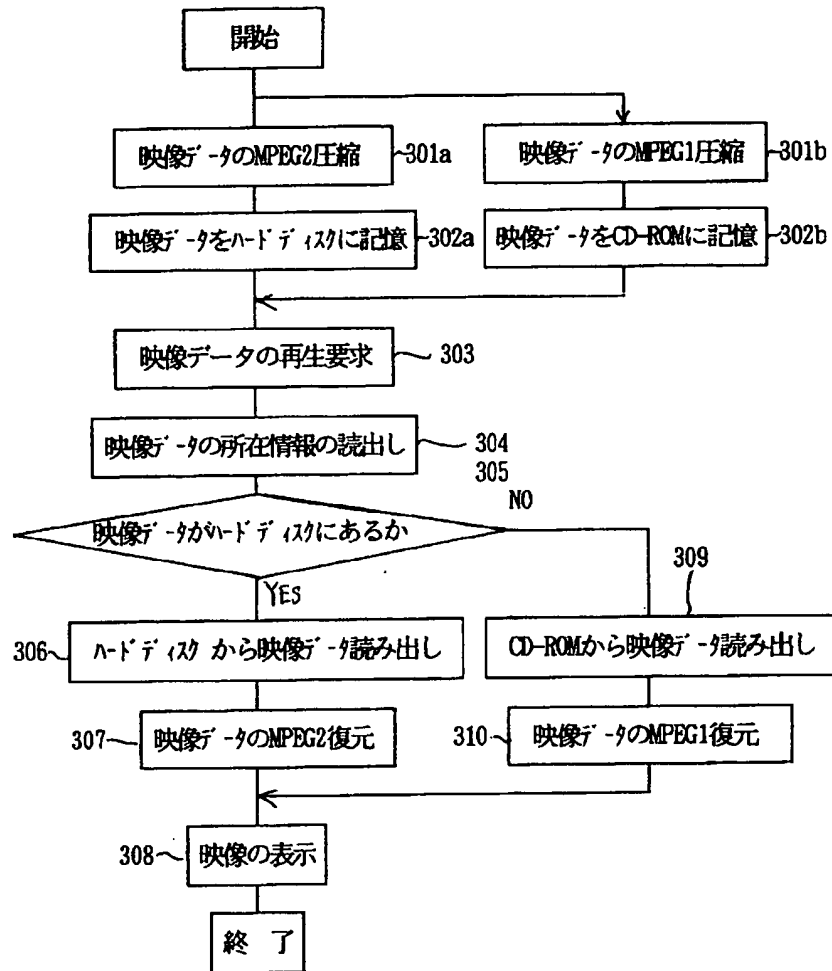 開始
映像データのMPEG2圧縮 301a
映像データのMPEG1圧縮 301b
映像データをハードディスクに記憶 302a
映像データをCD-ROMに記憶 302b
映像データの再生要求 303
映像データの所在情報の読出し 304
305
映像データがハードディスクにあるか
NO
YES
309
306 ハードディスクから映像データ読み出し
CD-ROMから映像データ読み出し
307 映像データのMPEG2復元
310 映像データのMPEG1復元
308 映像の表示
終了